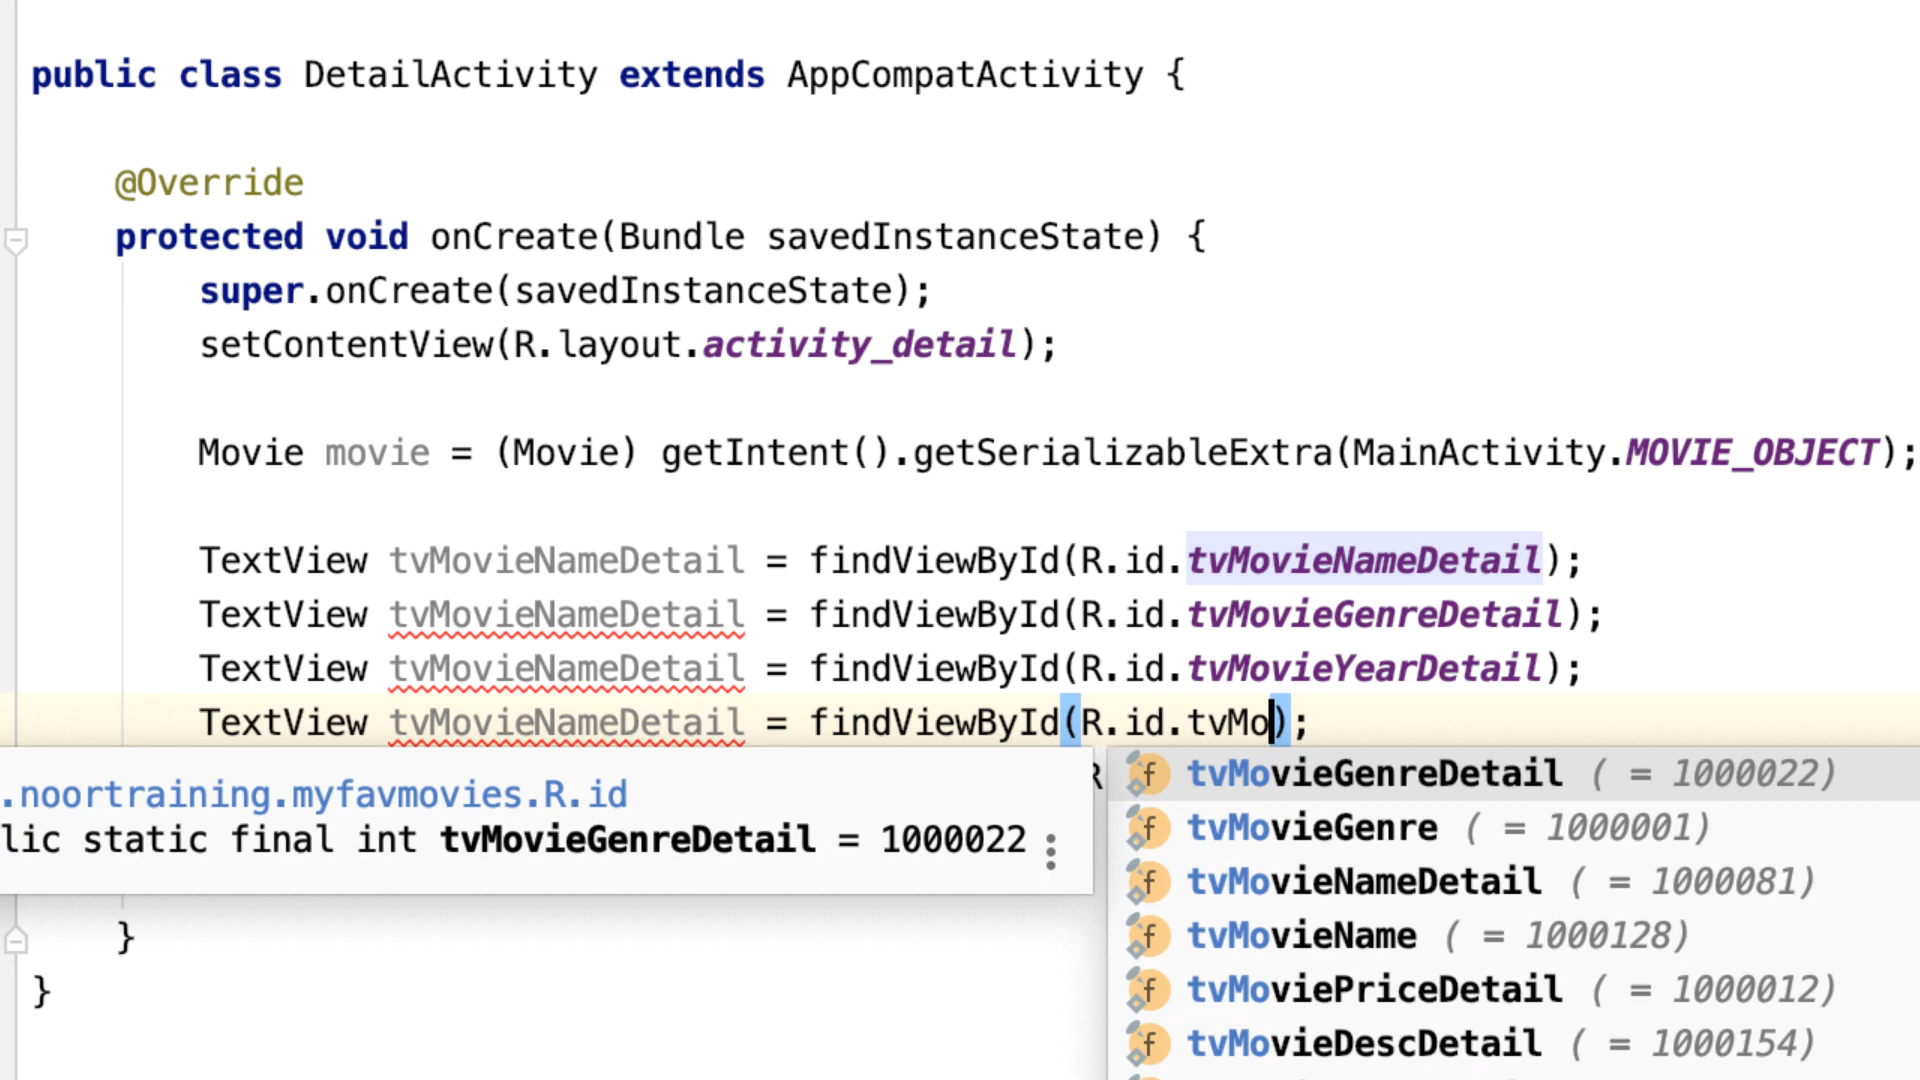 public class DetailActivity extends AppCompatActivity {
@Override
protected void onCreate(Bundle savedInstanceState) {
super.onCreate(savedInstanceState);
setContentView(R.layout.activity_detail);
Movie movie = (Movie) getIntent().getSerializableExtra(MainActivity.MOVIE_OBJECT);
TextView tvMovieNameDetail = findViewById(R.id.tvMovieNameDetail);
TextView tvMovieNameDetail = findViewById(R.id.tvMovieGenreDetail);
TextView tvMovieNameDetail = findViewById(R.id.tvMovieYearDetail);
TextView tvMovieNameDetail = findViewById(R.id.tvMo);
R
.noortraining.myfavmovies.R.id
lic static final int tvMovieGenreDetail = 1000022
tvMovieGenreDetail ( = 1000022)
tvMovieGenre ( = 1000001)
tvMovieNameDetail ( = 1000081)
tvMovieName ( = 1000128)
tvMoviePriceDetail ( = 1000012)
tvMovieDescDetail ( = 1000154)
}
}